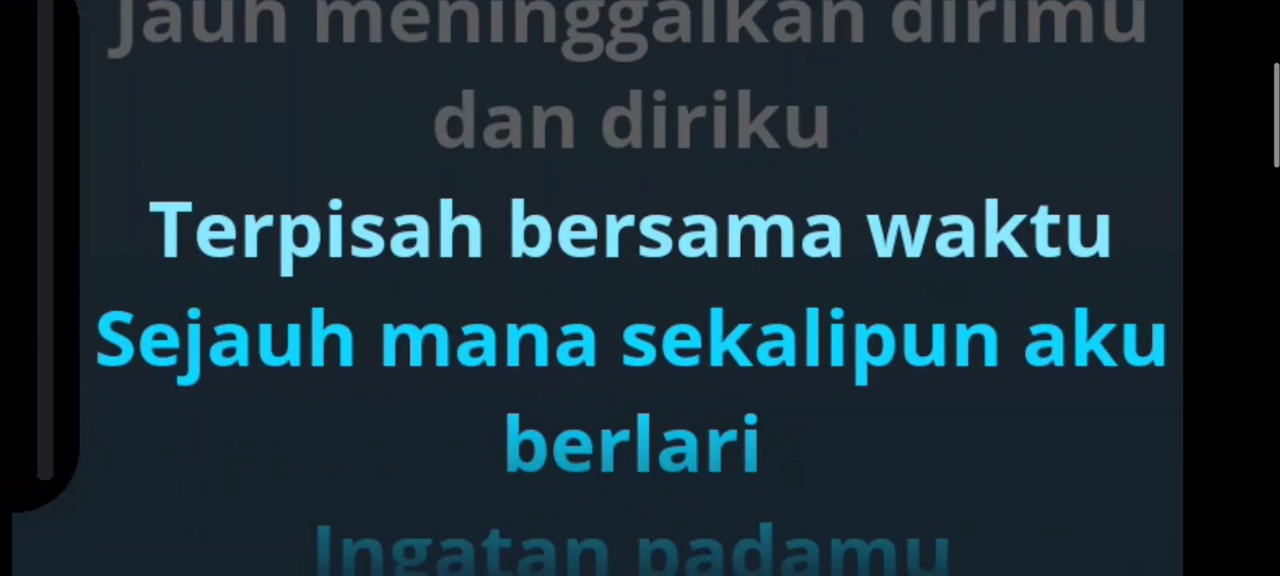 Jauh meninggalkan dirimu
dan diriku
Terpisah bersama waktu
Sejauh mana sekalipun aku
berlari
Ingatan padamu